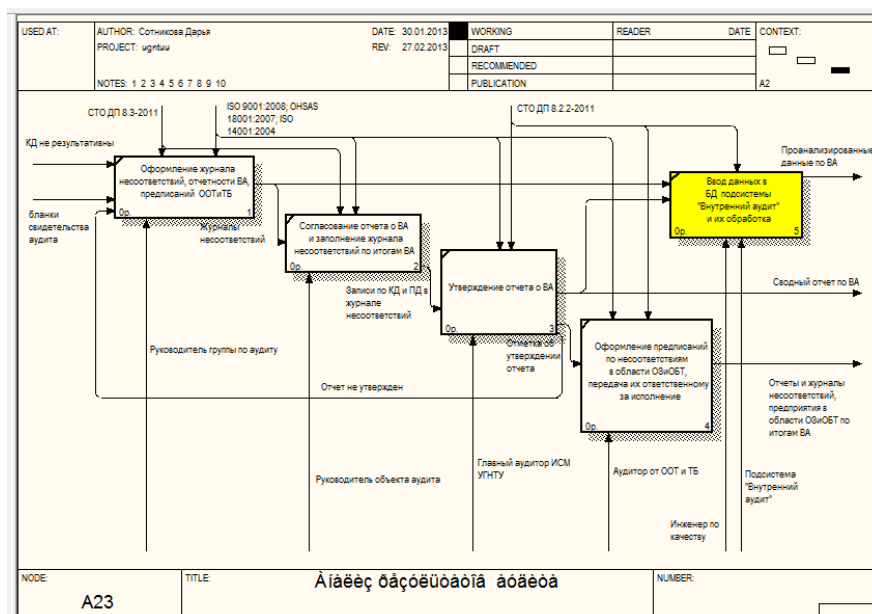 USED AT:
AUTHOR: Сотникова Дарья
DATE: 30.01.2013
WORKING
READER
DATE
CONTEXT:
PROJECT: ugntuu
REV: 27.02.2013
DRAFT
RECOMMENDED
NOTES: 1 2 3 4 5 6 7 8 9 10
PUBLICATION
A2
СТО ДП 8.3-2011
ISO 9001:2008; OHSAS
18001:2007; ISO
14001:2004
СТО ДП 8.2.2-2011
КД не результативны
бланки
свидетельства
аудита
Оформление журнала
несоответствий, отчетности ВА,
предписаний ООТиТБ
0р.
1
Журналы
несоответствий
Согласование отчета о ВА
и заполнение журнала
несоответствий по итогам ВА
0р.
2
Записи по КД и ПД в
журнале
несоответствий
Утверждение отчета о ВА
0р.
3
Отметка об
утверждении
отчета
Оформление предписаний
по несоответствиям
в области ОЗиОБТ,
передача их ответственному
за исполнение
0р.
4
Ввод данных в
БД подсистемы
"Внутренний аудит"
и их обработка
0р.
5
Проанализированные
данные по ВА
Сводный отчет по ВА
Отчеты и журналы
несоответствий,
предприятия в
области ОЗиОБТ по
итогам ВА
Руководитель группы по аудиту
Отчет не утвержден
Руководитель объекта аудита
Главный аудитор ИСМ
УГНТУ
Аудитор от ООТ и ТБ
Инженер по
качеству
Подсистема
"Внутренний
аудит"
NODE:
A23
TITLE:
Àíàëèç ðåçóëüòàòîâ àóäèòà
NUMBER: